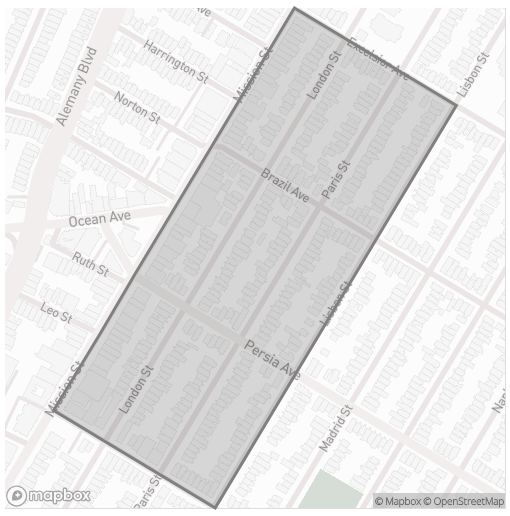 Ave
Harrington St
Mission St
London St
Excelsior Ave
Lisbon St
Alemany Blvd
Norton St
Brazil Ave
Paris St
Ocean Ave
Ruth St
Leo St
Lisbon St
Persia Ave
Mission St
London St
Madrid St
Paris St
mapbox
© Mapbox © OpenStreetMap